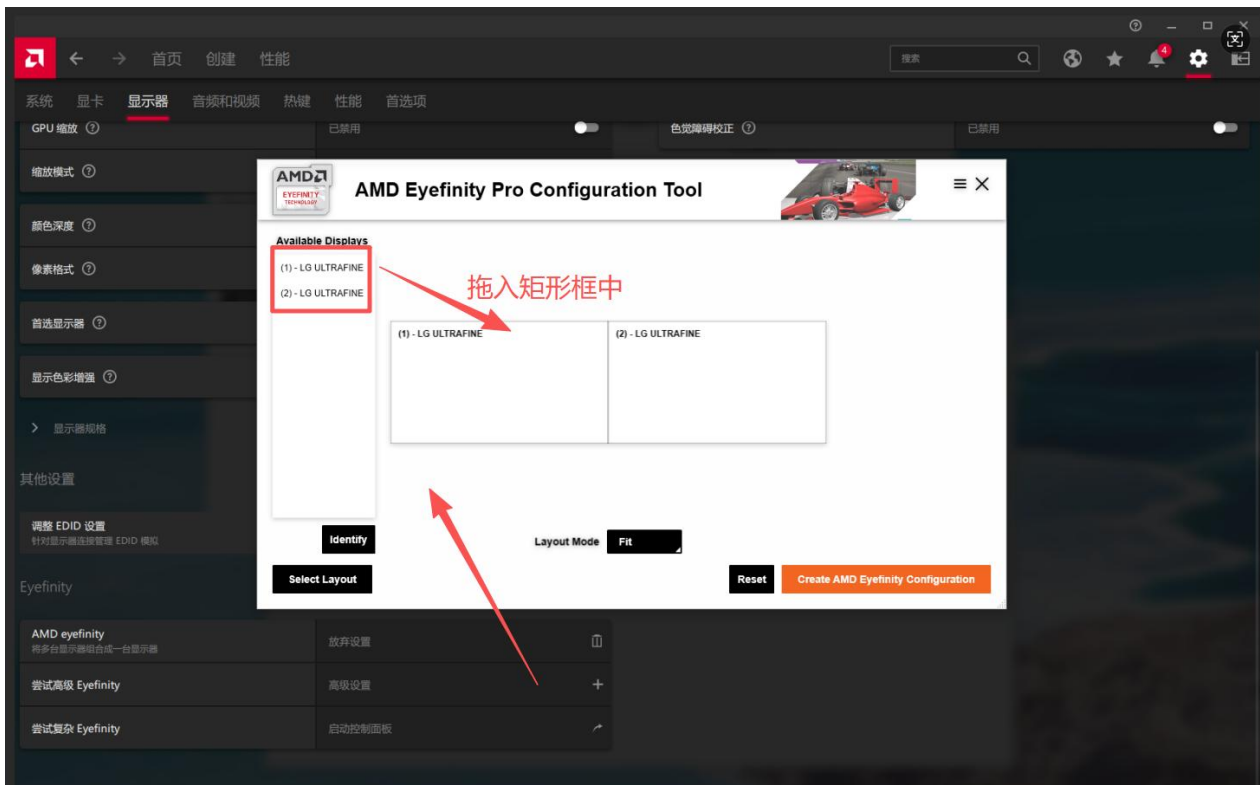 首页 创建 性能 搜索 4
系统 显卡 显示器 音频和视频 热键 性能 首选项
GPU 缩放 已禁用 色觉障碍校正 已禁用
缩放模式
颜色深度
像素格式
首选显示器
显示色彩增强
显示器规格
其他设置
调整 EDID 设置
针对显示器连接管理 EDID 模拟
Eyefinity
AMD
EYEFINITY
TECHNOLOGY
AMD Eyefinity Pro Configuration Tool
Available Displays
(1) - LG ULTRAFINE
(2) - LG ULTRAFINE
拖入矩形框中
(1) - LG ULTRAFINE (2) - LG ULTRAFINE
Identify
Layout Mode Fit
Select Layout
Reset
Create AMD Eyefinity Configuration
AMD eyefinity 放弃设置
将多台显示器组合成一台显示器
尝试高级 Eyefinity 高级设置
尝试复杂 Eyefinity 启动控制面板